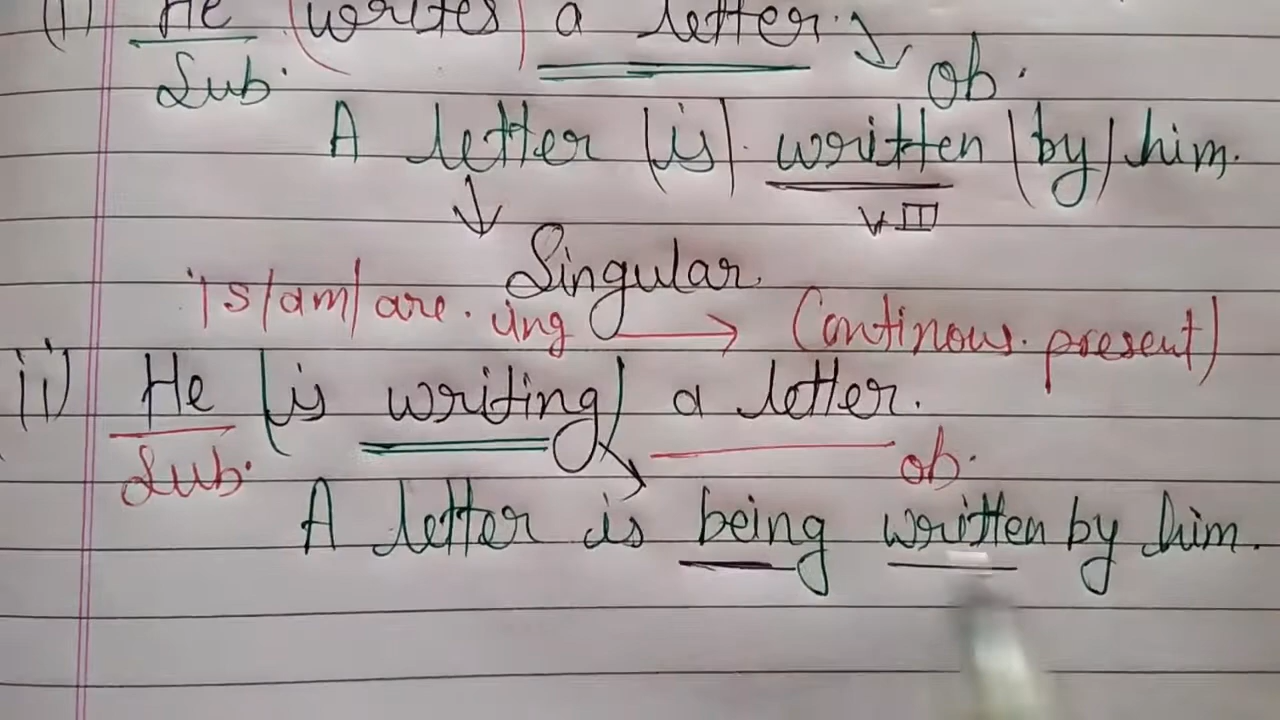 (i) He (writes) a letter.
Sub. ob.
A letter (is). written (by) him.
V III
Singular.
is/am/are. ing → (Continous. present)
ii) He (is writing) a letter.
Sub. ob.
A letter is being written by him.